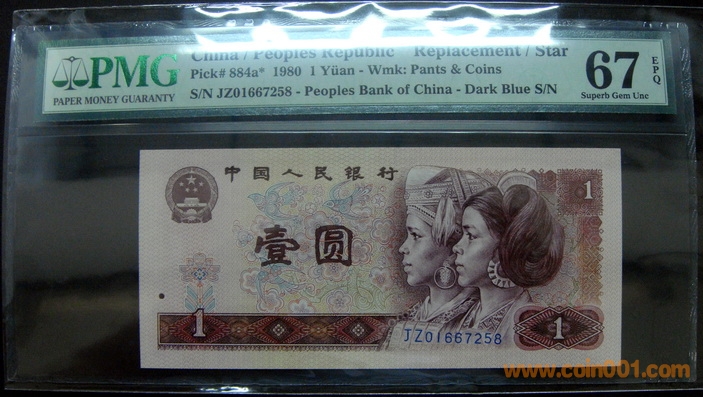 PMG
PAPER MONEY GUARANTY
China / Peoples Republic Replacement / Star
Pick# 884a* 1980 1 Yüan - Wmk: Pants & Coins
S/N JZ01667258 - Peoples Bank of China - Dark Blue S/N
67
EPQ
Superb Gem Unc
中国人民银行
1
壹圆
1
1
JZ01667258
www.coin001.com